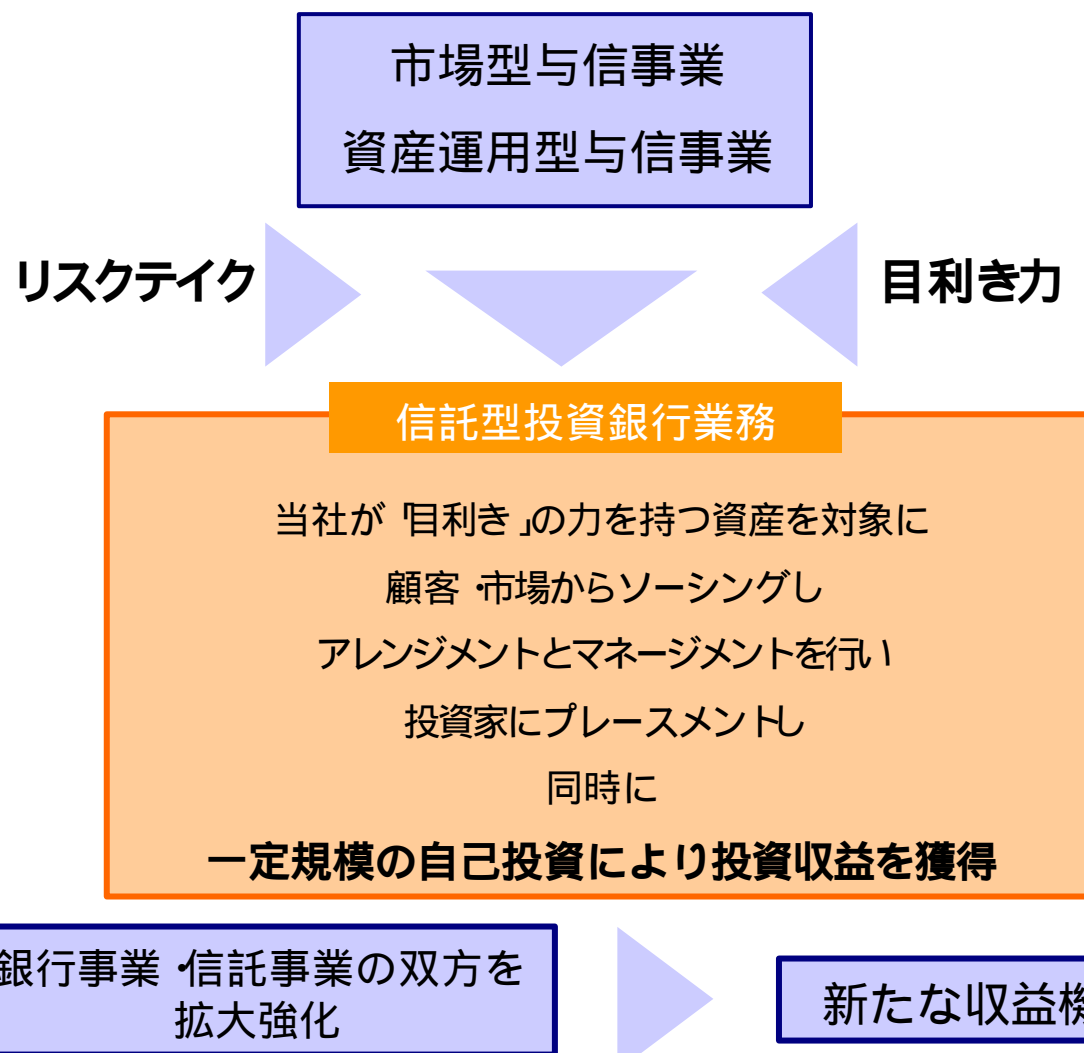 市場型与信事業
資産運用型与信事業
リスクテイク
目利き力
信託型投資銀行業務
当社が「目利き」の力を持つ資産を対象に
顧客・市場からソーシングし
アレンジメントとマネージメントを行い
投資家にプレースメントし
同時に
一定規模の自己投資により投資収益を獲得
銀行事業・信託事業の双方を
拡大強化
新たな収益機